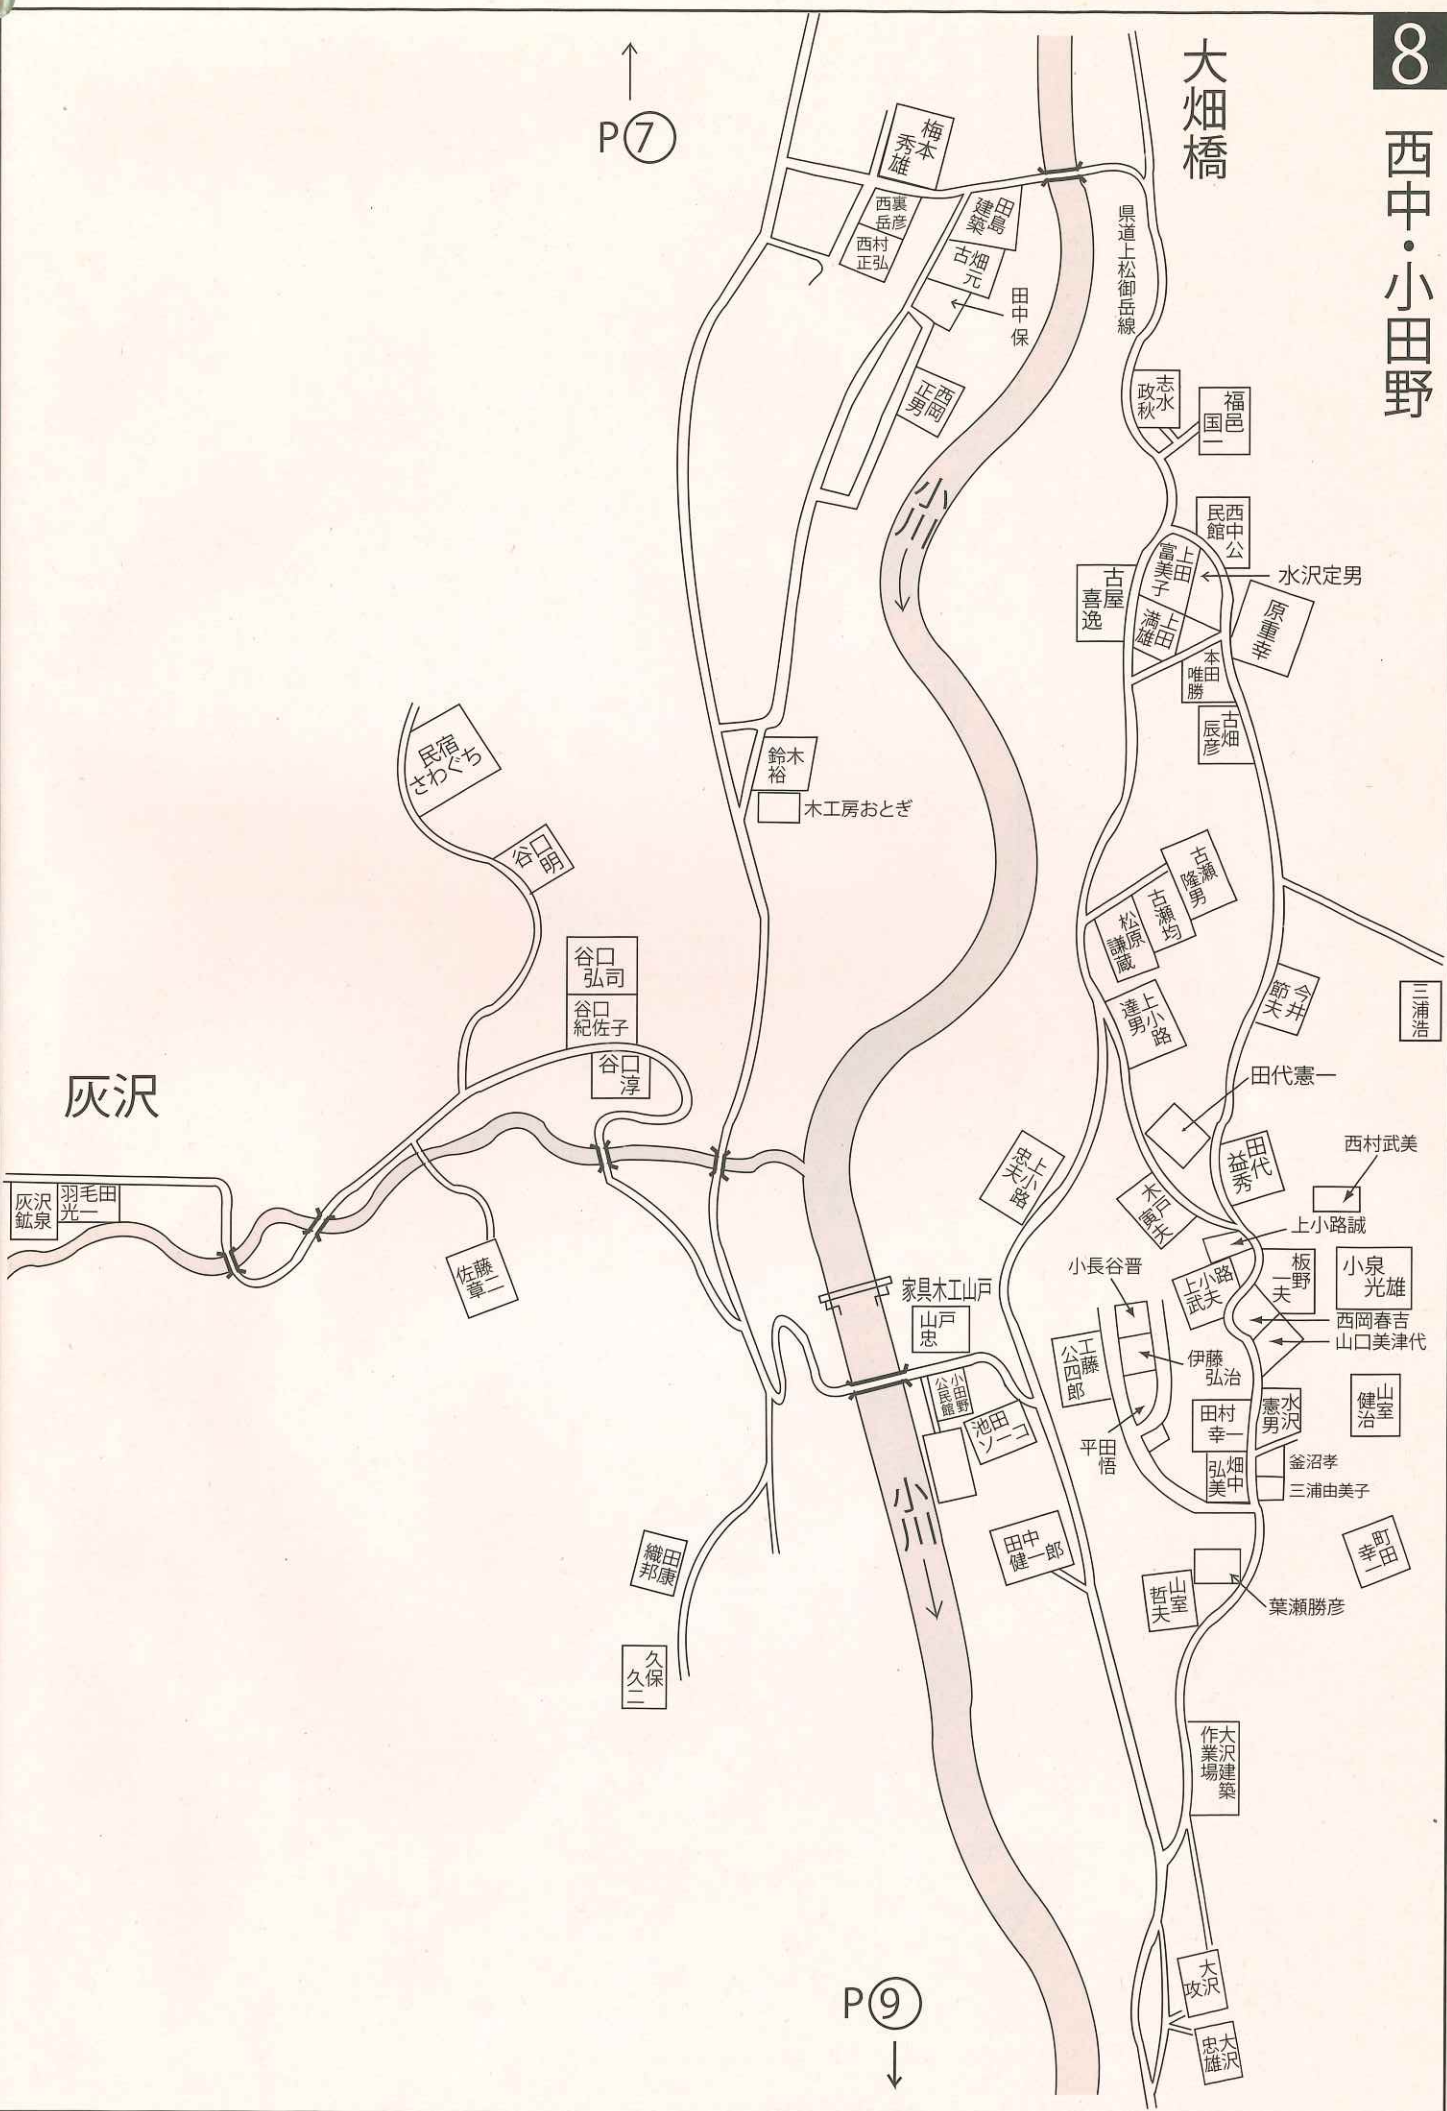 8
西中・小田野
大畑橋
P⑦
梅本
秀雄
西裏
岳彦
西村
正弘
田島
建築
古畑
元
田中 保
県道上松御岳線
西岡
正男
志水
政秋
福邑
国一
小川
西中公
民館
上田
富美子
水沢定男
古屋
喜逸
上田
満雄
原重幸
本田
唯勝
古畑
辰彦
民宿
さわぐち
鈴木
裕
木工房おとぎ
谷口
明
古瀬
隆男
古瀬均
松原
謙蔵
谷口
弘司
谷口
紀佐子
谷口
淳
今井
節夫
三浦浩
上小路
達男
灰沢
田代憲一
上小路
忠夫
田代
益秀
西村武美
灰沢
鉱泉
羽毛田
光一
木戸
寅夫
上小路誠
佐藤
章二
小長谷晋
上小路
武夫
板野
一夫
小泉
光雄
家具木工山戸
山戸
忠
西岡春吉
山口美津代
工藤
公四郎
伊藤
弘治
小田野
公民館
池田
ソーコ
平田
悟
田村
幸一
水沢
憲男
山室
健治
畑中
弘美
釜沼孝
三浦由美子
小川
織田
邦康
田中
健一郎
町田
幸一
山室
哲夫
葉瀬勝彦
久保
久二
大沢建築
作業場
大沢
攻
P⑨
大沢
忠雄